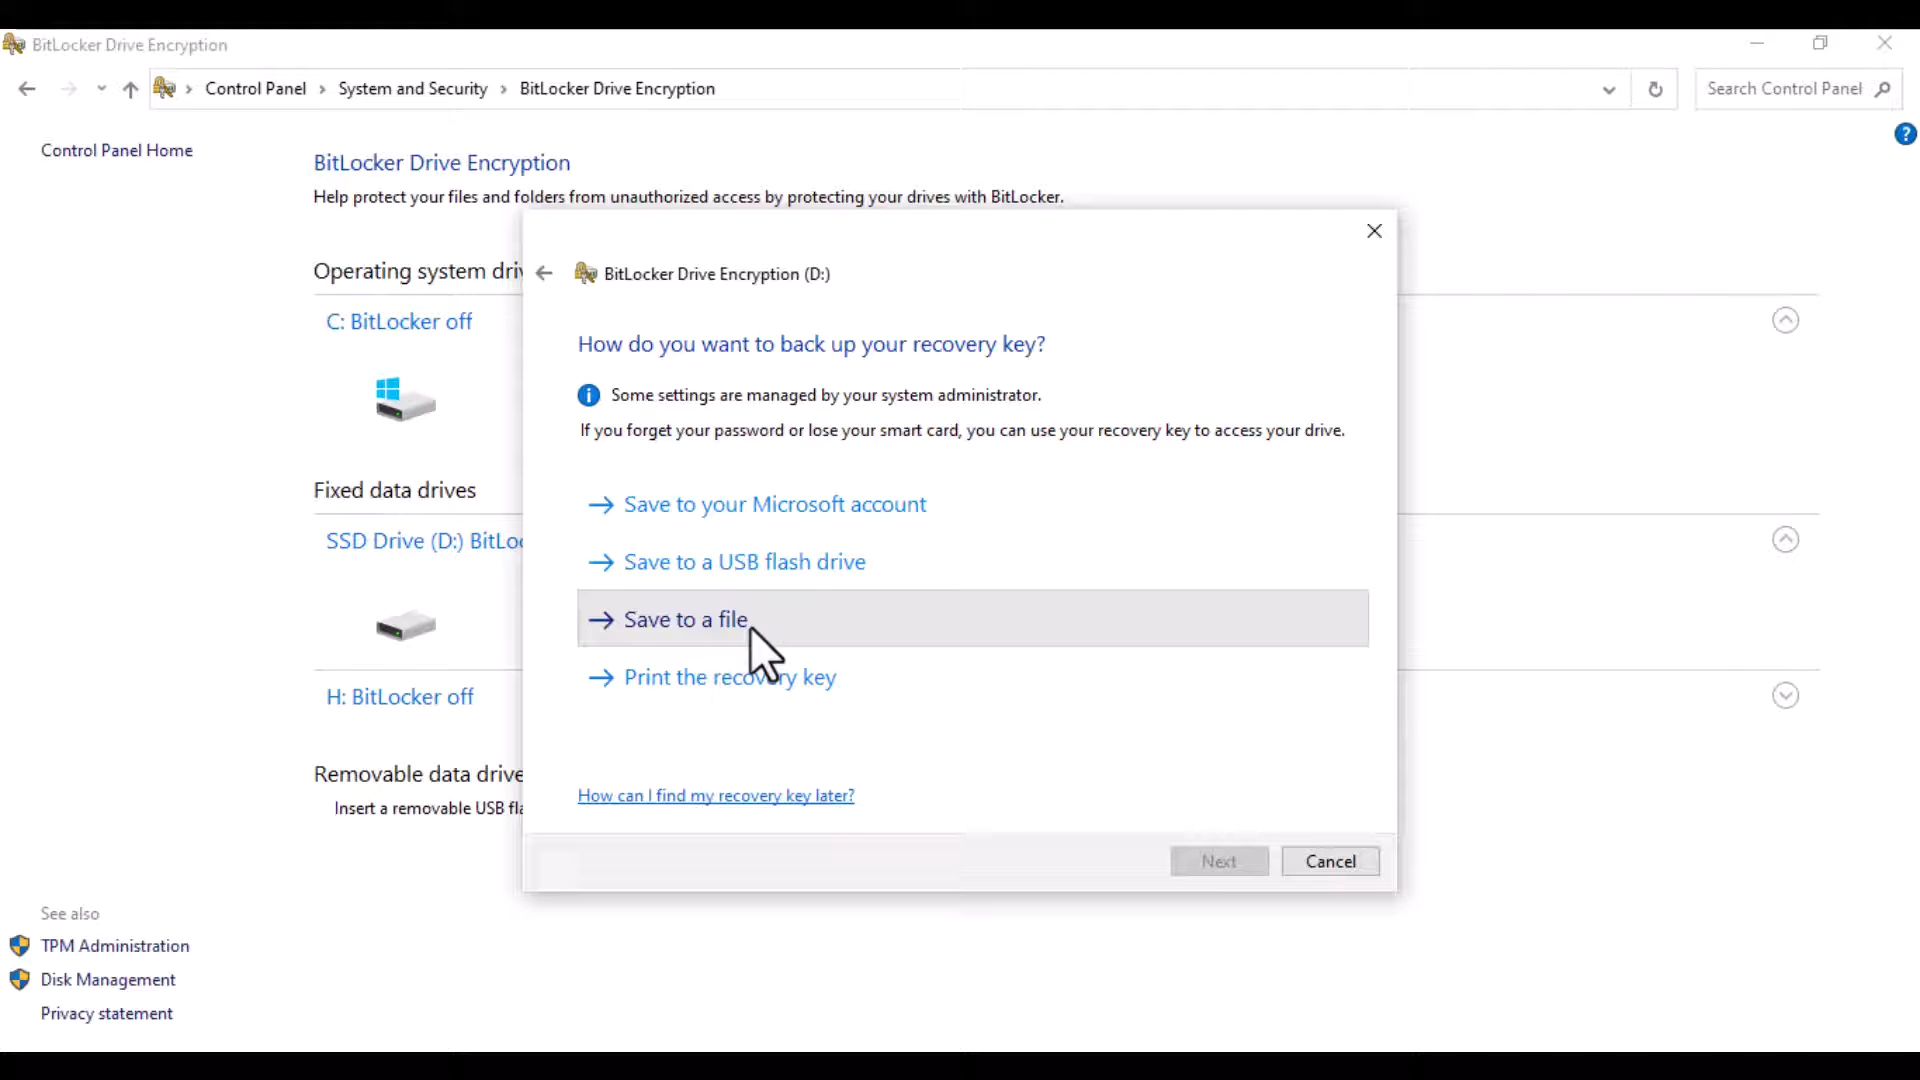 BitLocker Drive Encryption
Control Panel > System and Security > BitLocker Drive Encryption
Search Control Panel
?
Control Panel Home
BitLocker Drive Encryption
Help protect your files and folders from unauthorized access by protecting your drives with BitLocker.
Operating system driv
C: BitLocker off
Fixed data drives
SSD Drive (D:) BitLoc
H: BitLocker off
Removable data drive
Insert a removable USB fla
See also
TPM Administration
Disk Management
Privacy statement
BitLocker Drive Encryption (D:)
How do you want to back up your recovery key?
i Some settings are managed by your system administrator.
If you forget your password or lose your smart card, you can use your recovery key to access your drive.
Save to your Microsoft account
Save to a USB flash drive
Save to a file
Print the recovery key
How can I find my recovery key later?
Next Cancel